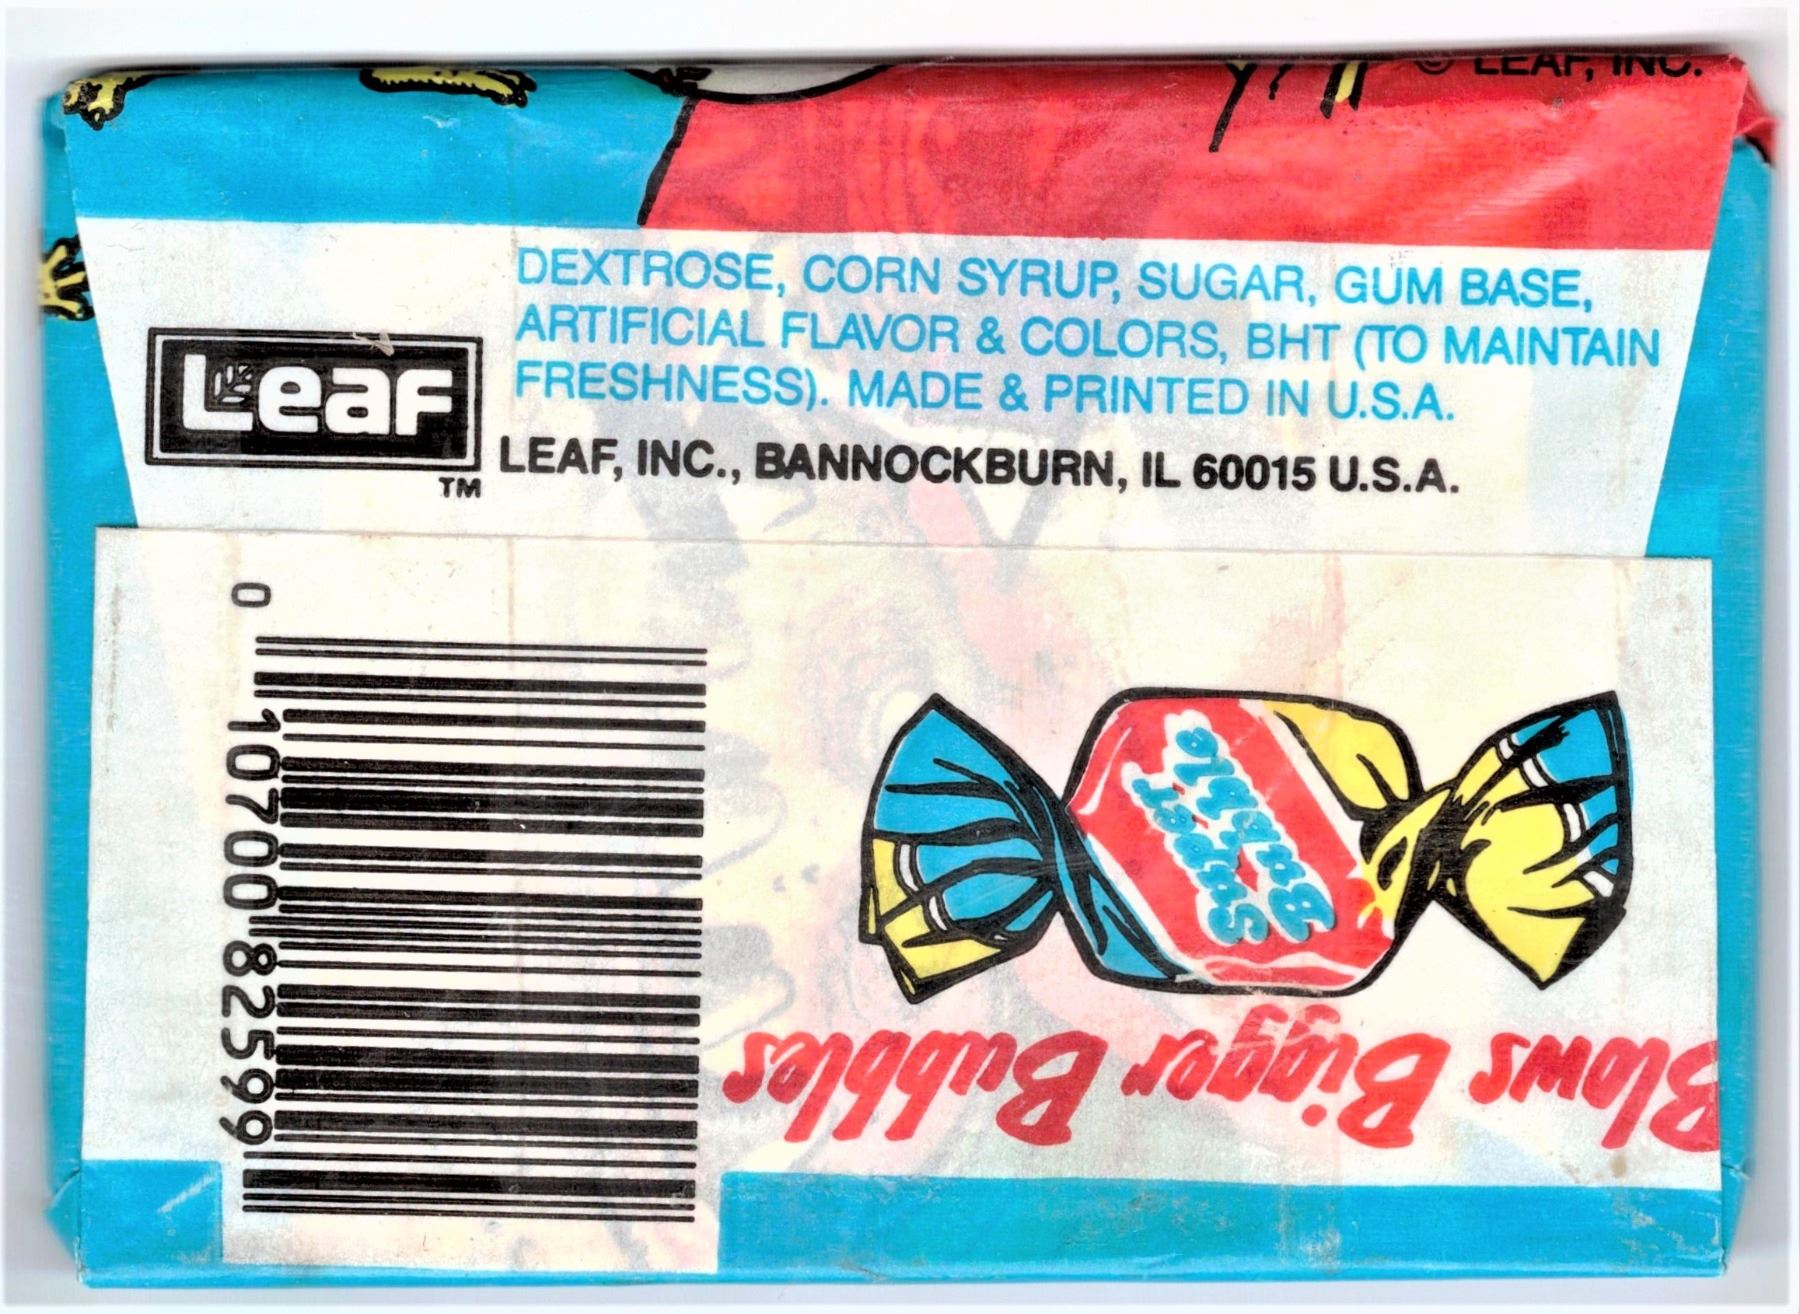 © LEAF, INC.
DEXTROSE, CORN SYRUP, SUGAR, GUM BASE,
ARTIFICIAL FLAVOR & COLORS, BHT (TO MAINTAIN
FRESHNESS). MADE & PRINTED IN U.S.A.
Leaf
TM
LEAF, INC., BANNOCKBURN, IL 60015 U.S.A.
0 10700 82599
Super
Bubble
Blows Bigger Bubbles